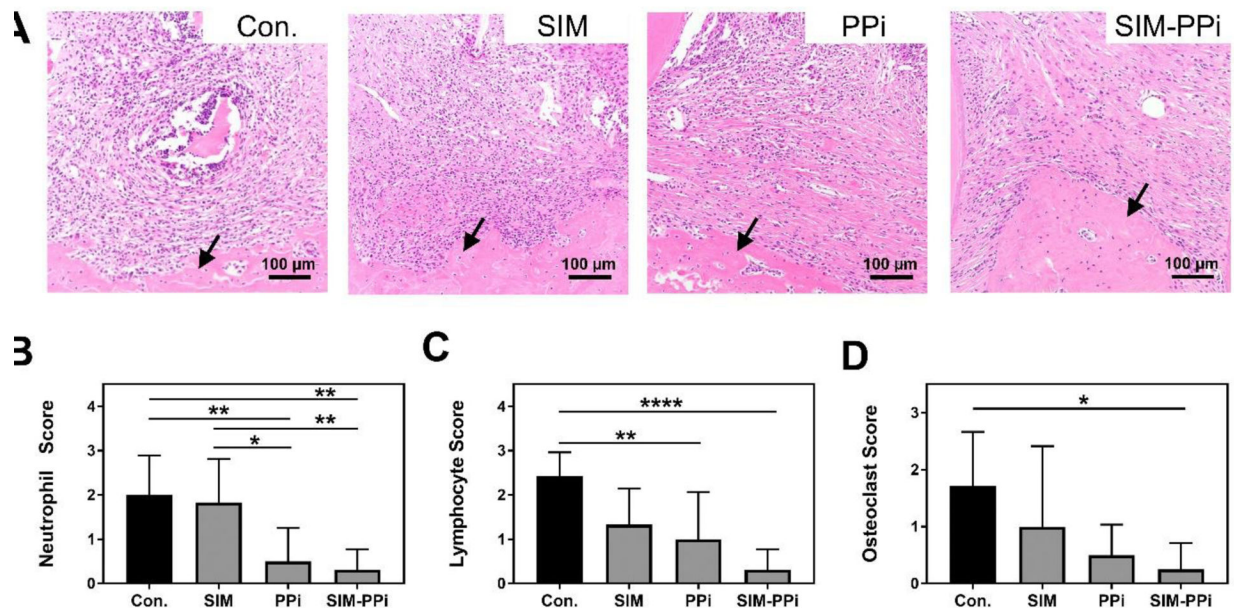 A Con. SIM PPi SIM-PPi
100 µm 100 µm 100 µm 100 µm
B
Neutrophil Score
4
3
2
1
0
**
**
**
*
Con. SIM PPi SIM-PPi
C
Lymphocyte Score
4
3
2
1
0
****
**
Con. SIM PPi SIM-PPi
D
Osteoclast Score
3
2
1
0
*
Con. SIM PPi SIM-PPi